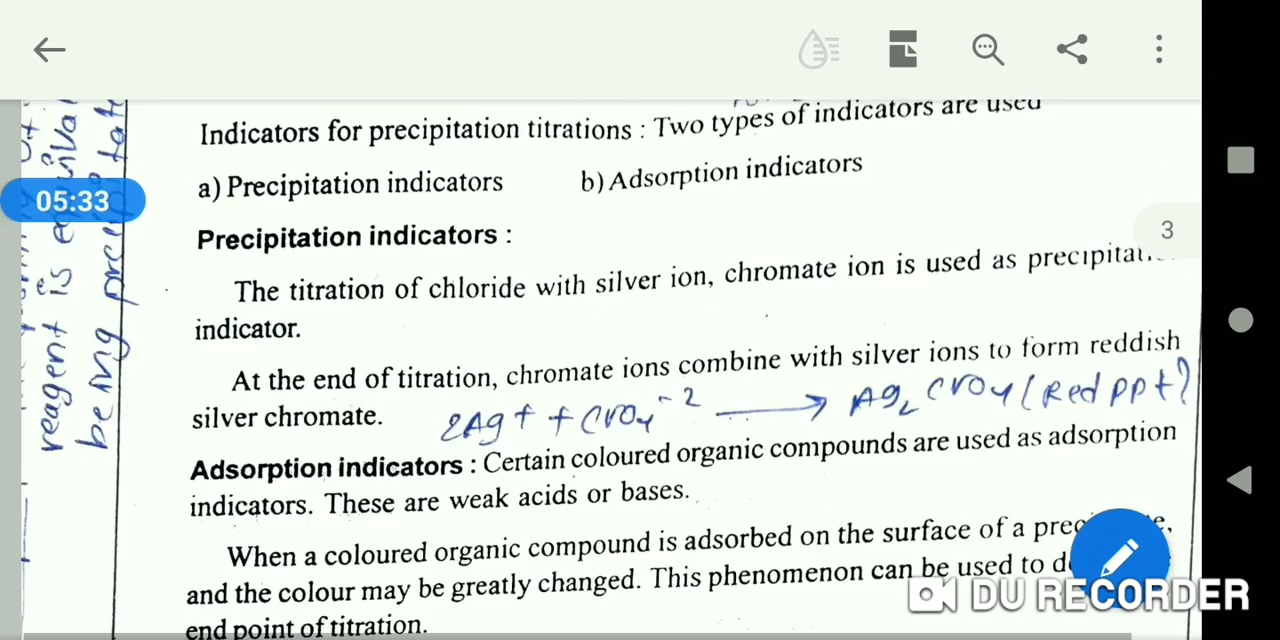 Indicators for precipitation titrations : Two types of indicators are used
a) Precipitation indicators b) Adsorption indicators
05:33
Precipitation indicators :
3
The titration of chloride with silver ion, chromate ion is used as
indicator.
At the end of titration, chromate ions combine with silver ions to form reddish
silver chromate. 2Ag+ + CrO4-2 → Ag2CrO4 (Red ppt)
Adsorption indicators : Certain coloured organic compounds are used as adsorption
indicators. These are weak acids or bases.
When a coloured organic compound is adsorbed on the surface of a
and the colour may be greatly changed. This phenomenon can be used to
end point of titration.
DU RECORDER
reagent is
being